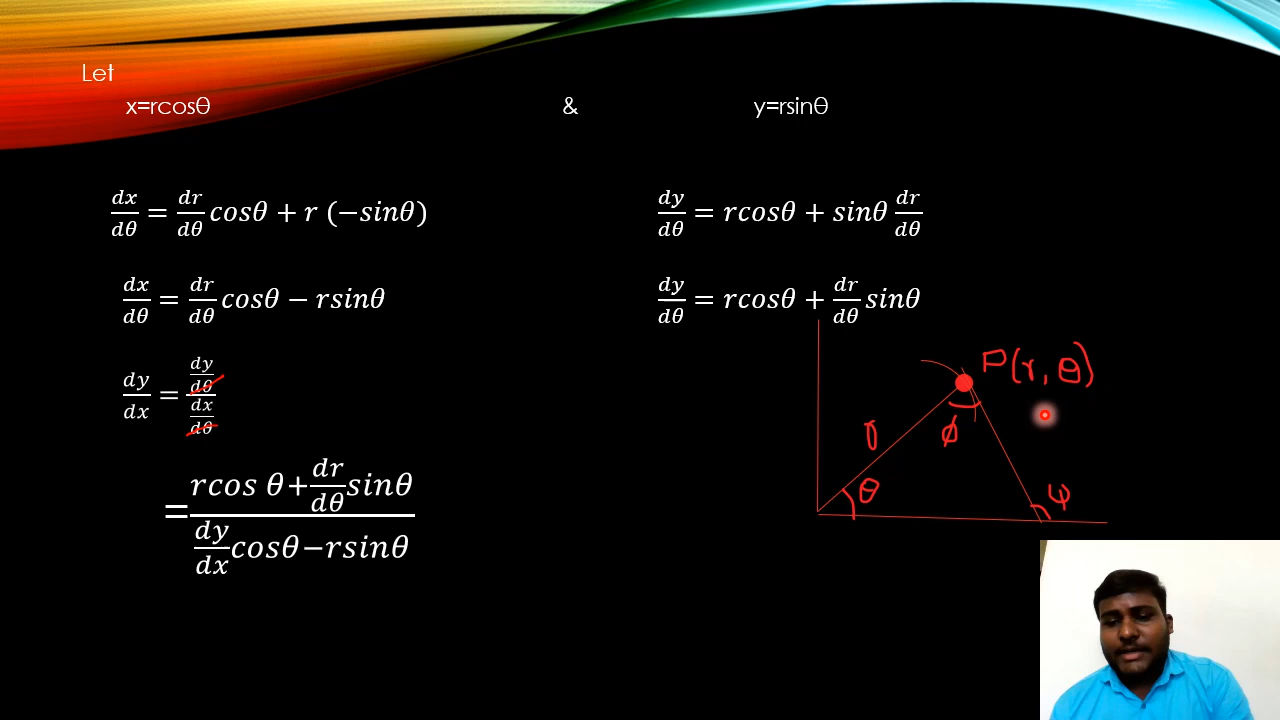 Let
x=rcosθ & y=rsinθ
dx/dθ = dr/dθ cosθ + r (−sinθ) dy/dθ = rcosθ + sinθ dr/dθ
dx/dθ = dr/dθ cosθ − rsinθ dy/dθ = rcosθ + dr/dθ sinθ
dy/dx = (dy/dθ)/(dx/dθ)
=(rcos θ+dr/dθ sinθ)/(dy/dx cosθ−rsinθ)
P(r, θ)
r
ϕ
θ
ψ